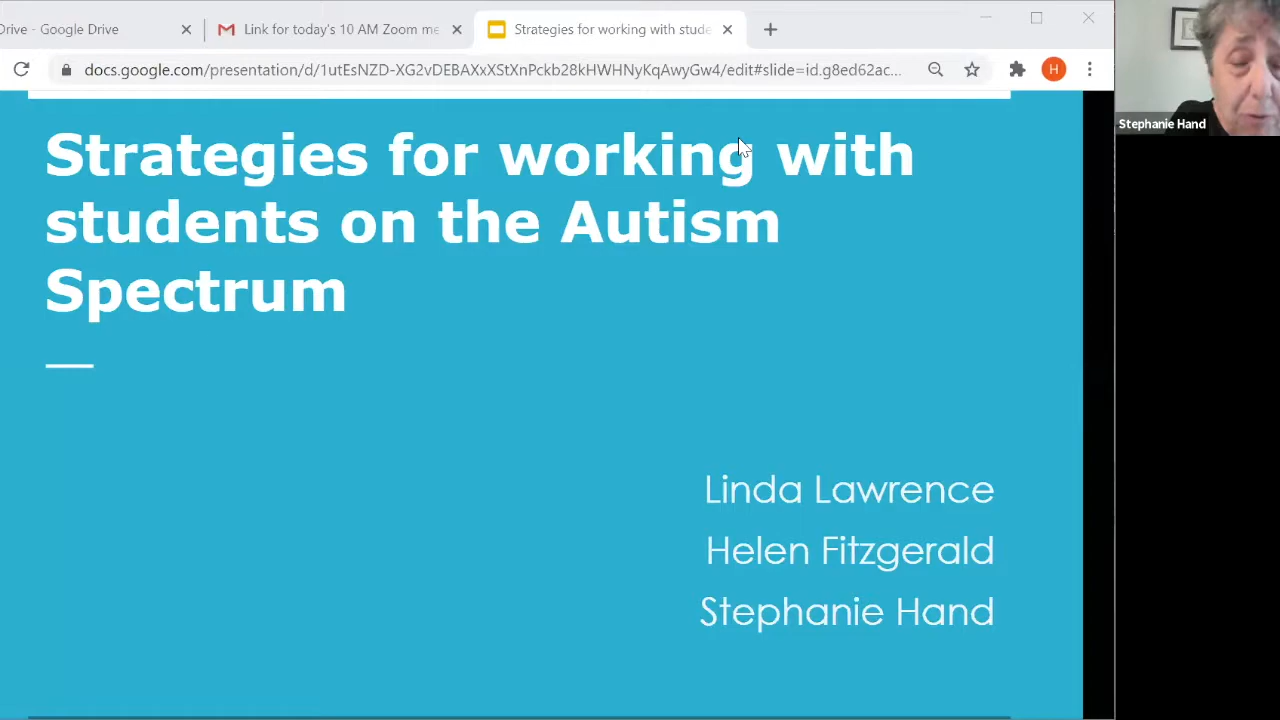 Drive - Google Drive
Link for today's 10 AM Zoom me
Strategies for working with stude
docs.google.com/presentation/d/1utEbNZD-XG2vDEBAXxXStXnPckb28kHWHNyKqAwyGw4/edit#slide=id.g8ed62ac...
H
Stephanie Hand
Strategies for working with
students on the Autism
Spectrum
Linda Lawrence
Helen Fitzgerald
Stephanie Hand